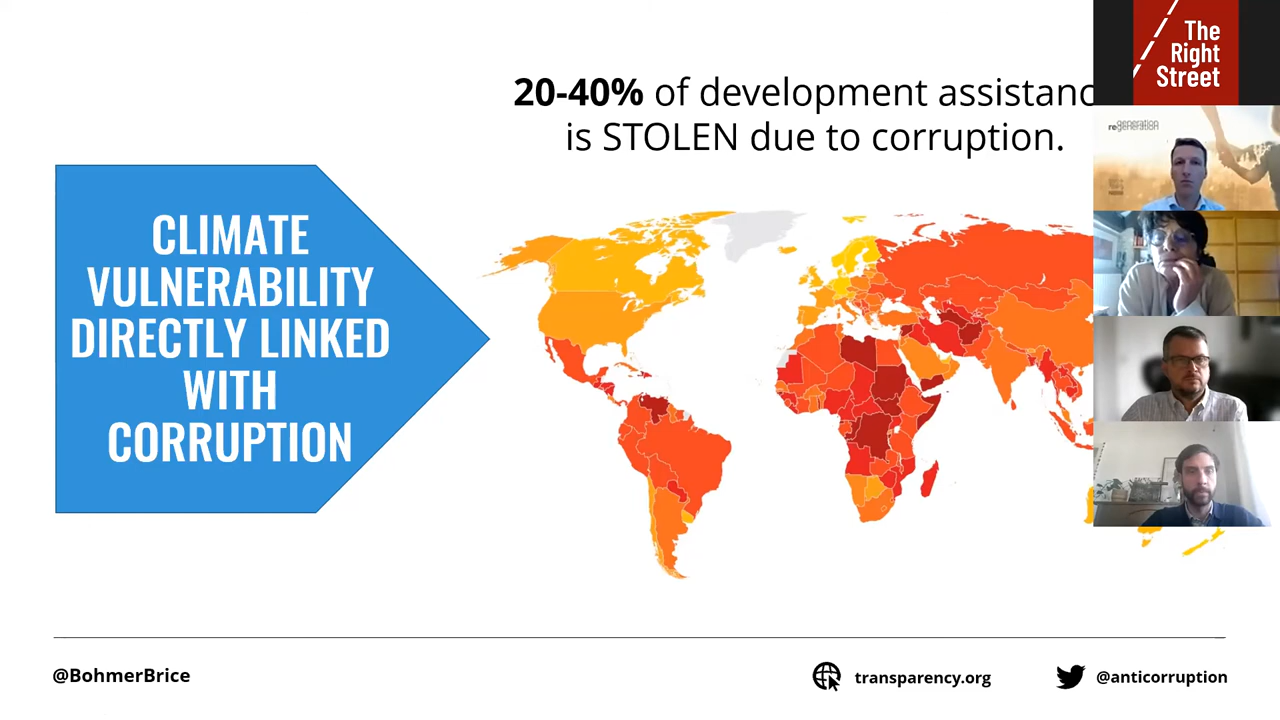 20-40% of development assistanc
is STOLEN due to corruption.
CLIMATE
VULNERABILITY
DIRECTLY LINKED
WITH
CORRUPTION
The
Right
Street
regeneration
@BohmerBrice
transparency.org
@anticorruption